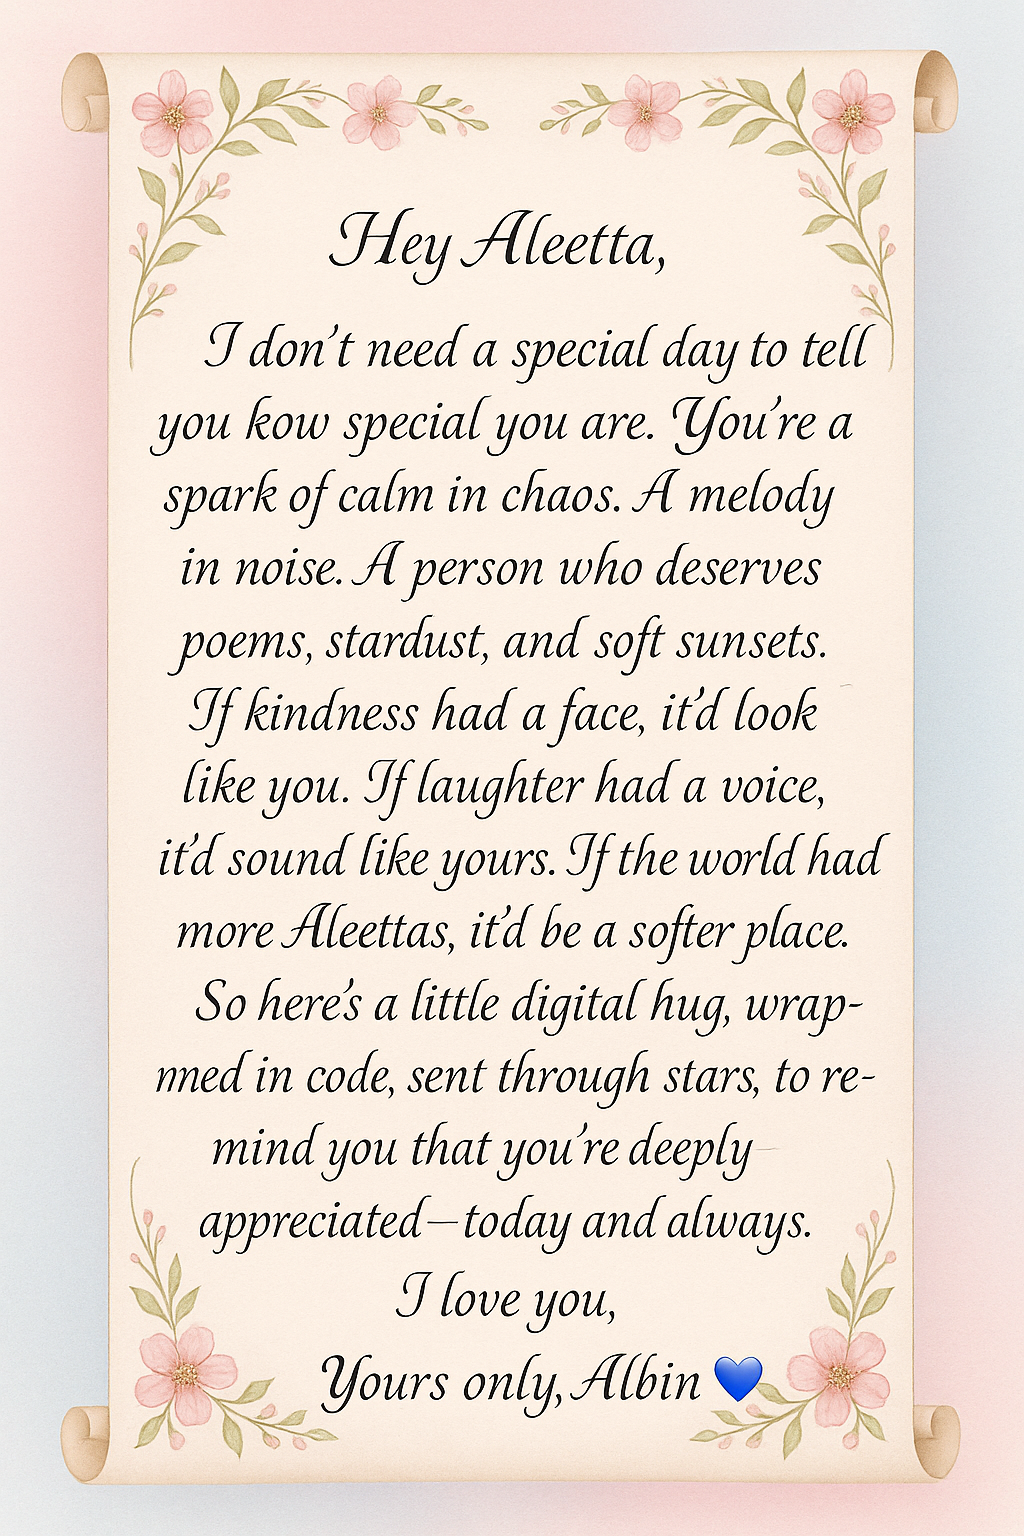 Hey Aleetta,
I don't need a special day to tell
you kow special you are. You're a
spark of calm in chaos. A melody
in noise. A person who deserves
poems, stardust, and soft sunsets.
If kindness had a face, it'd look
like you. If laughter had a voice,
it'd sound like yours. If the world had
more Aleettas, it'd be a softer place.
So here's a little digital hug, wrap-
nned in code, sent through stars, to re-
mind you that you're deeply
appreciated—today and always.
I love you,
Yours only, Albin 💙